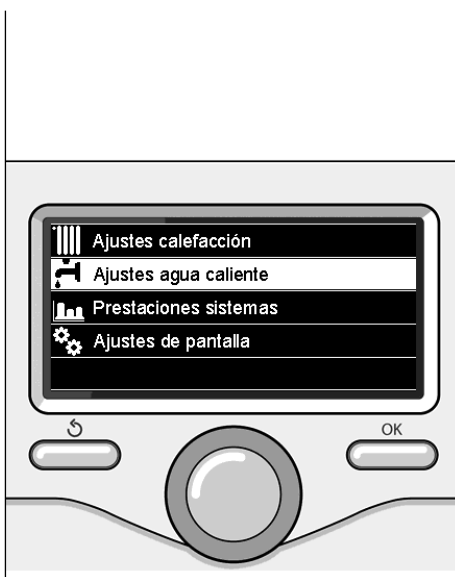 Ajustes calefacción
Ajustes agua caliente
Prestaciones sistemas
Ajustes de pantalla
OK